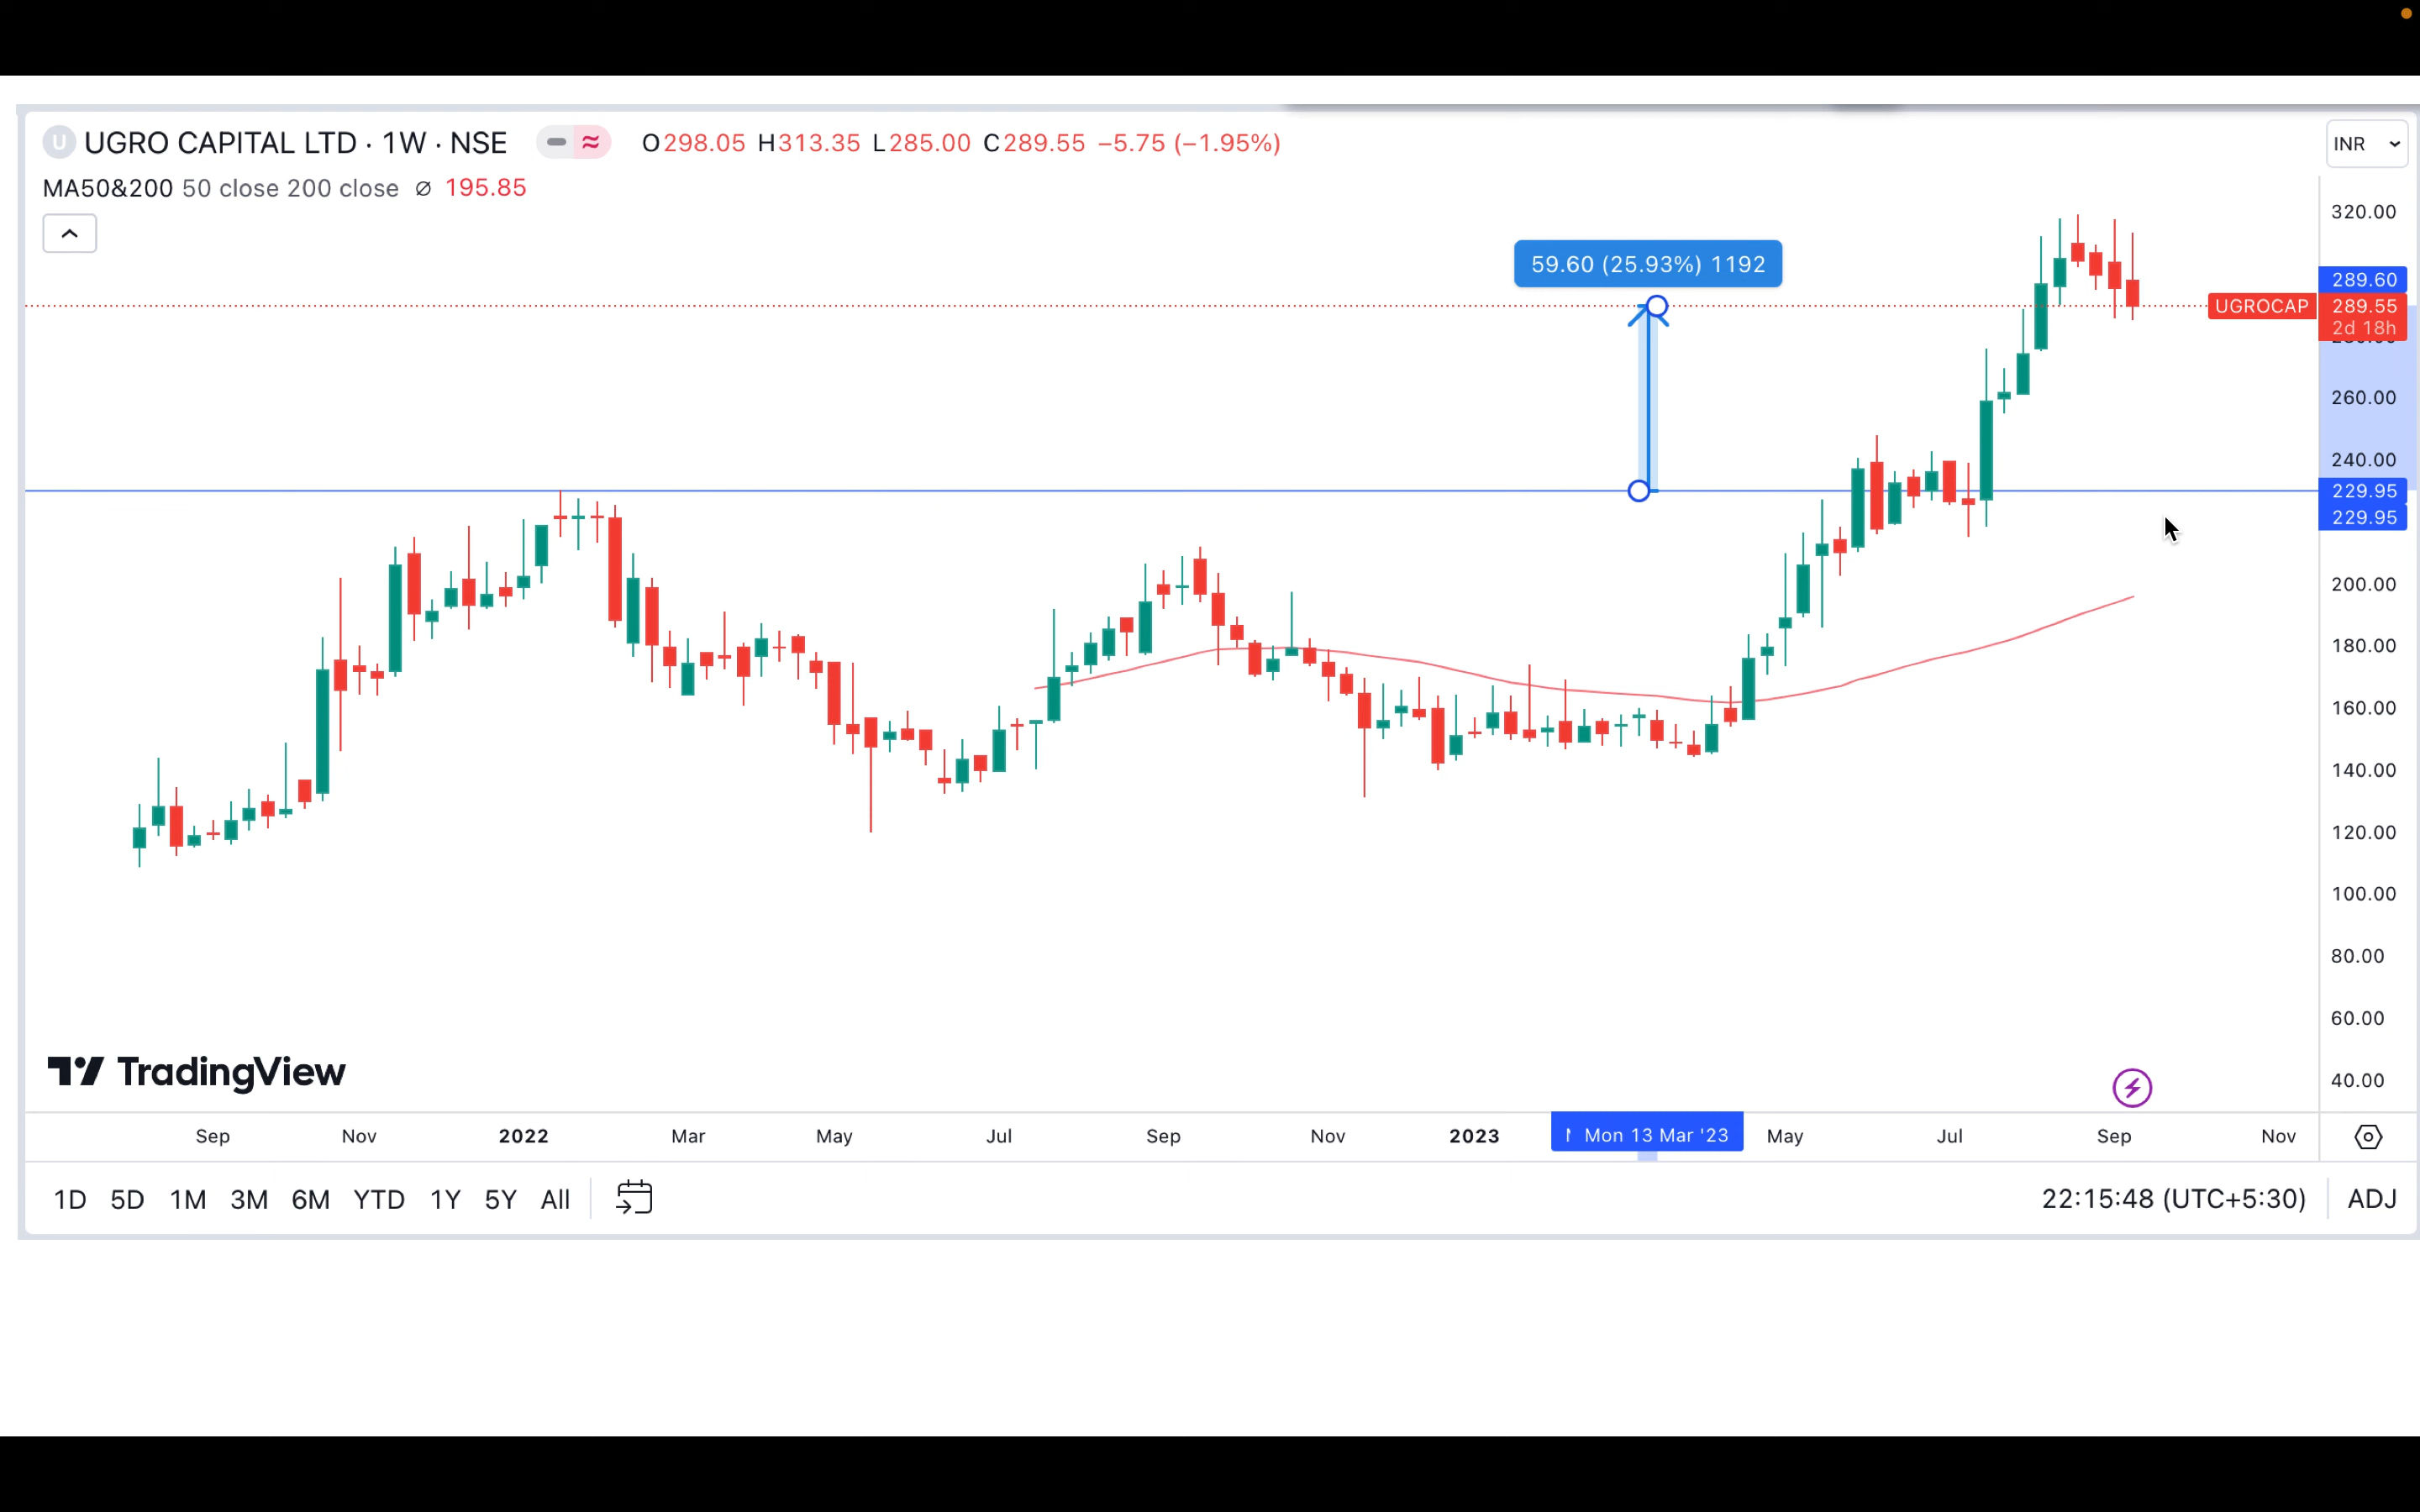 U UGRO CAPITAL LTD · 1W · NSE O298.05 H313.35 L285.00 C289.55 −5.75 (−1.95%)
INR
MA50&200 50 close 200 close ∅ 195.85
320.00
59.60 (25.93%) 1192
289.60
UGROCAP 289.55
2d 18h
260.00
240.00
229.95
229.95
200.00
180.00
160.00
140.00
120.00
100.00
80.00
60.00
40.00
TradingView
Sep Nov 2022 Mar May Jul Sep Nov 2023 Mon 13 Mar '23 May Jul Sep Nov
1D 5D 1M 3M 6M YTD 1Y 5Y All 22:15:48 (UTC+5:30) ADJ